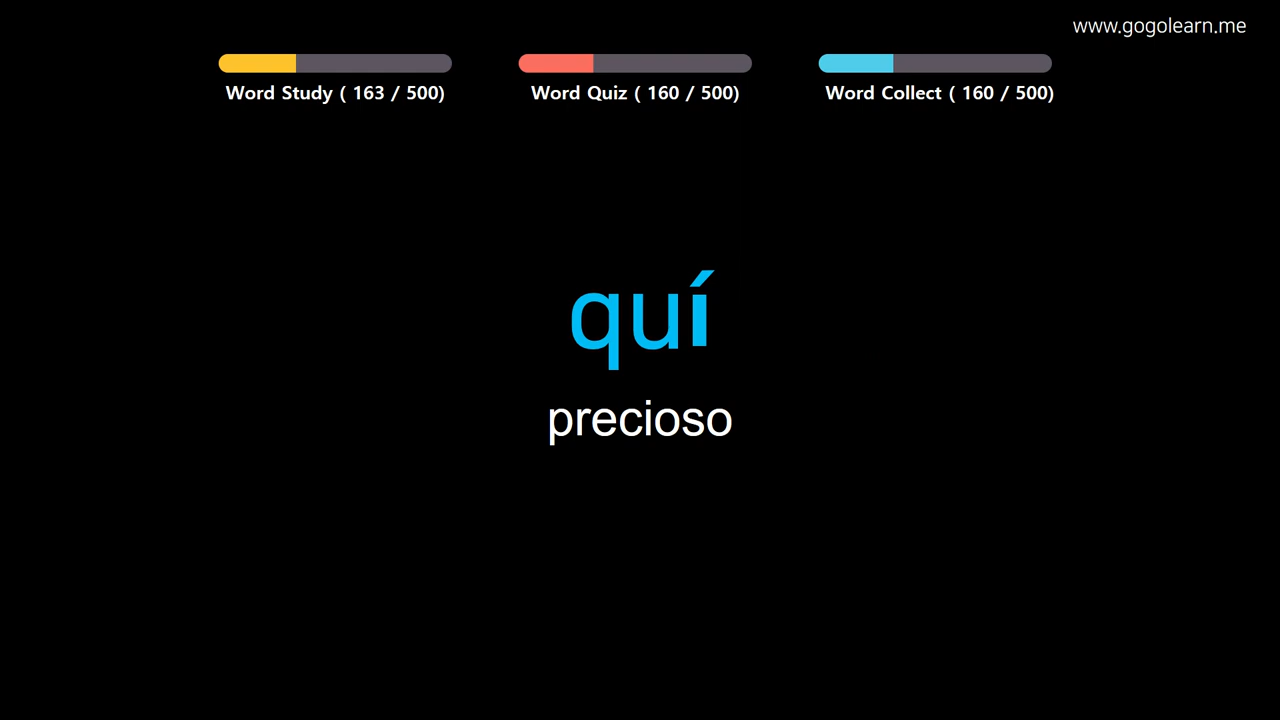 www.gogolearn.me
Word Study ( 163 / 500)
Word Quiz ( 160 / 500)
Word Collect ( 160 / 500)
quí
precioso